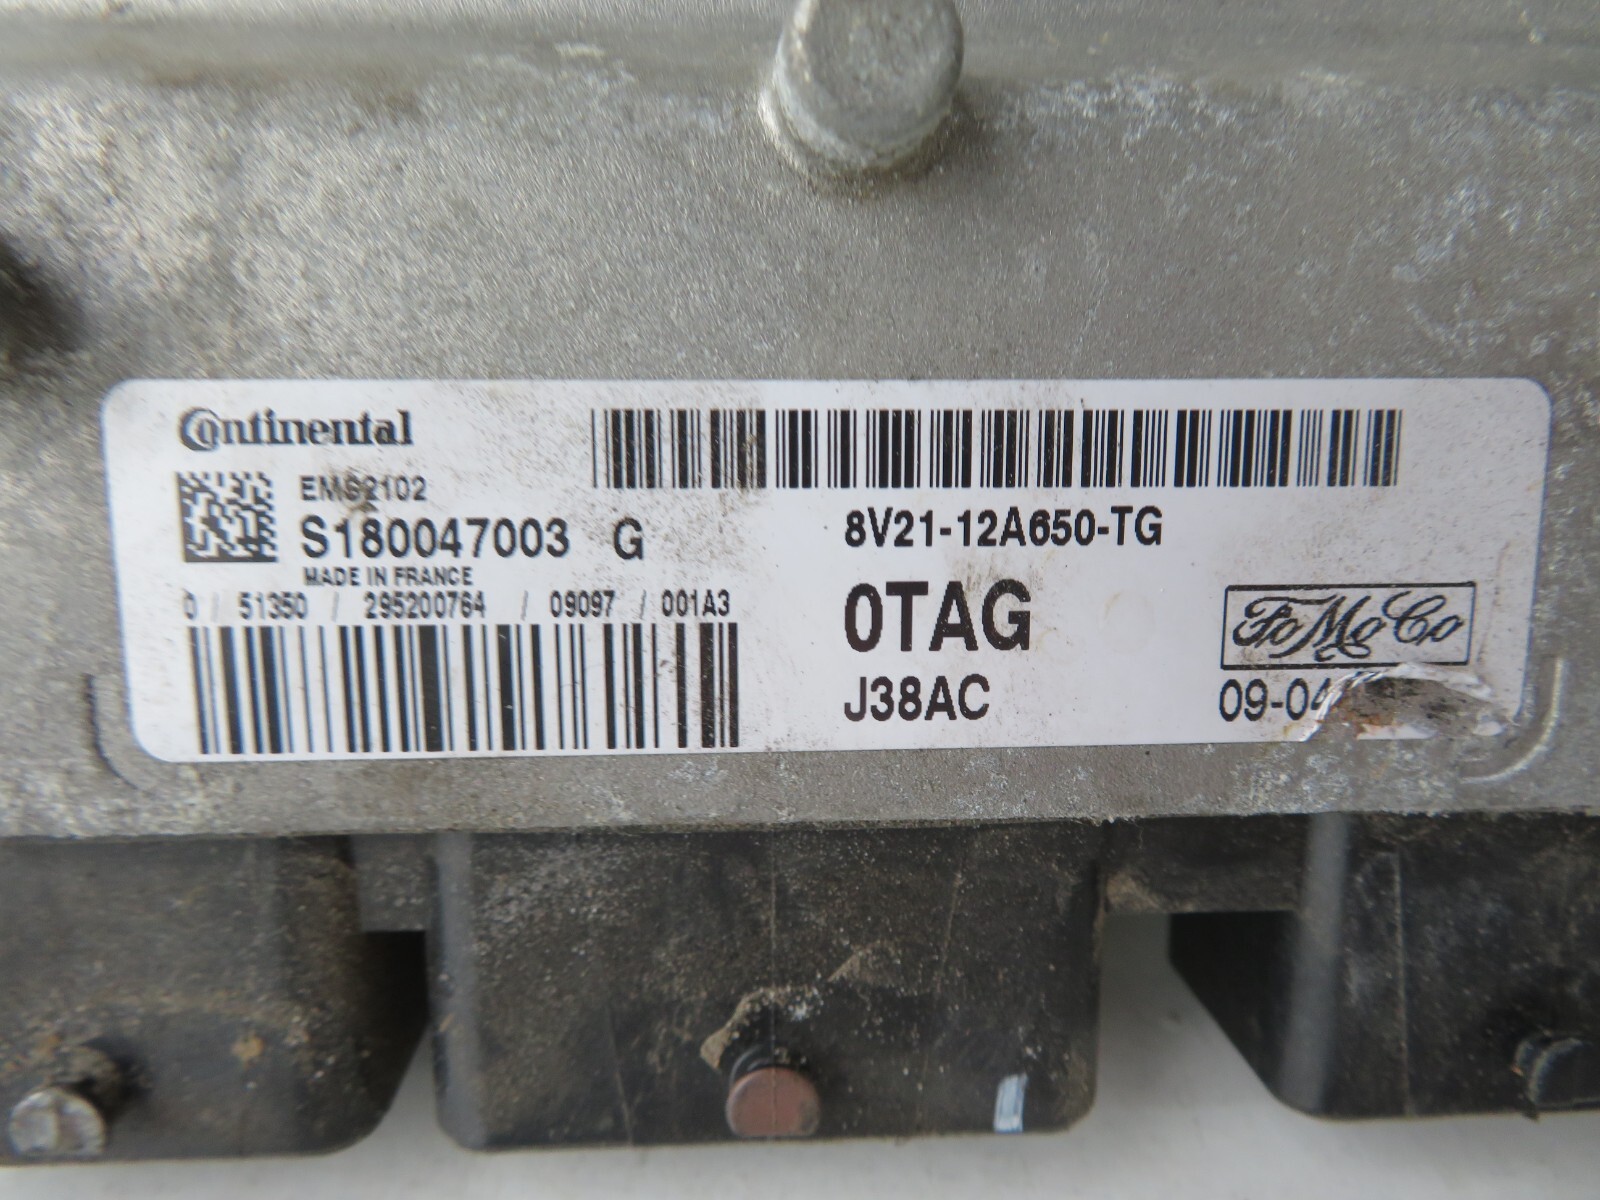 Continental
EMS2102
S180047003 G
MADE IN FRANCE
0 / 51350 / 295200764 / 09097 / 001A3
8V21-12A650-TG
0TAG
J38AC
FoMoCo
09-04